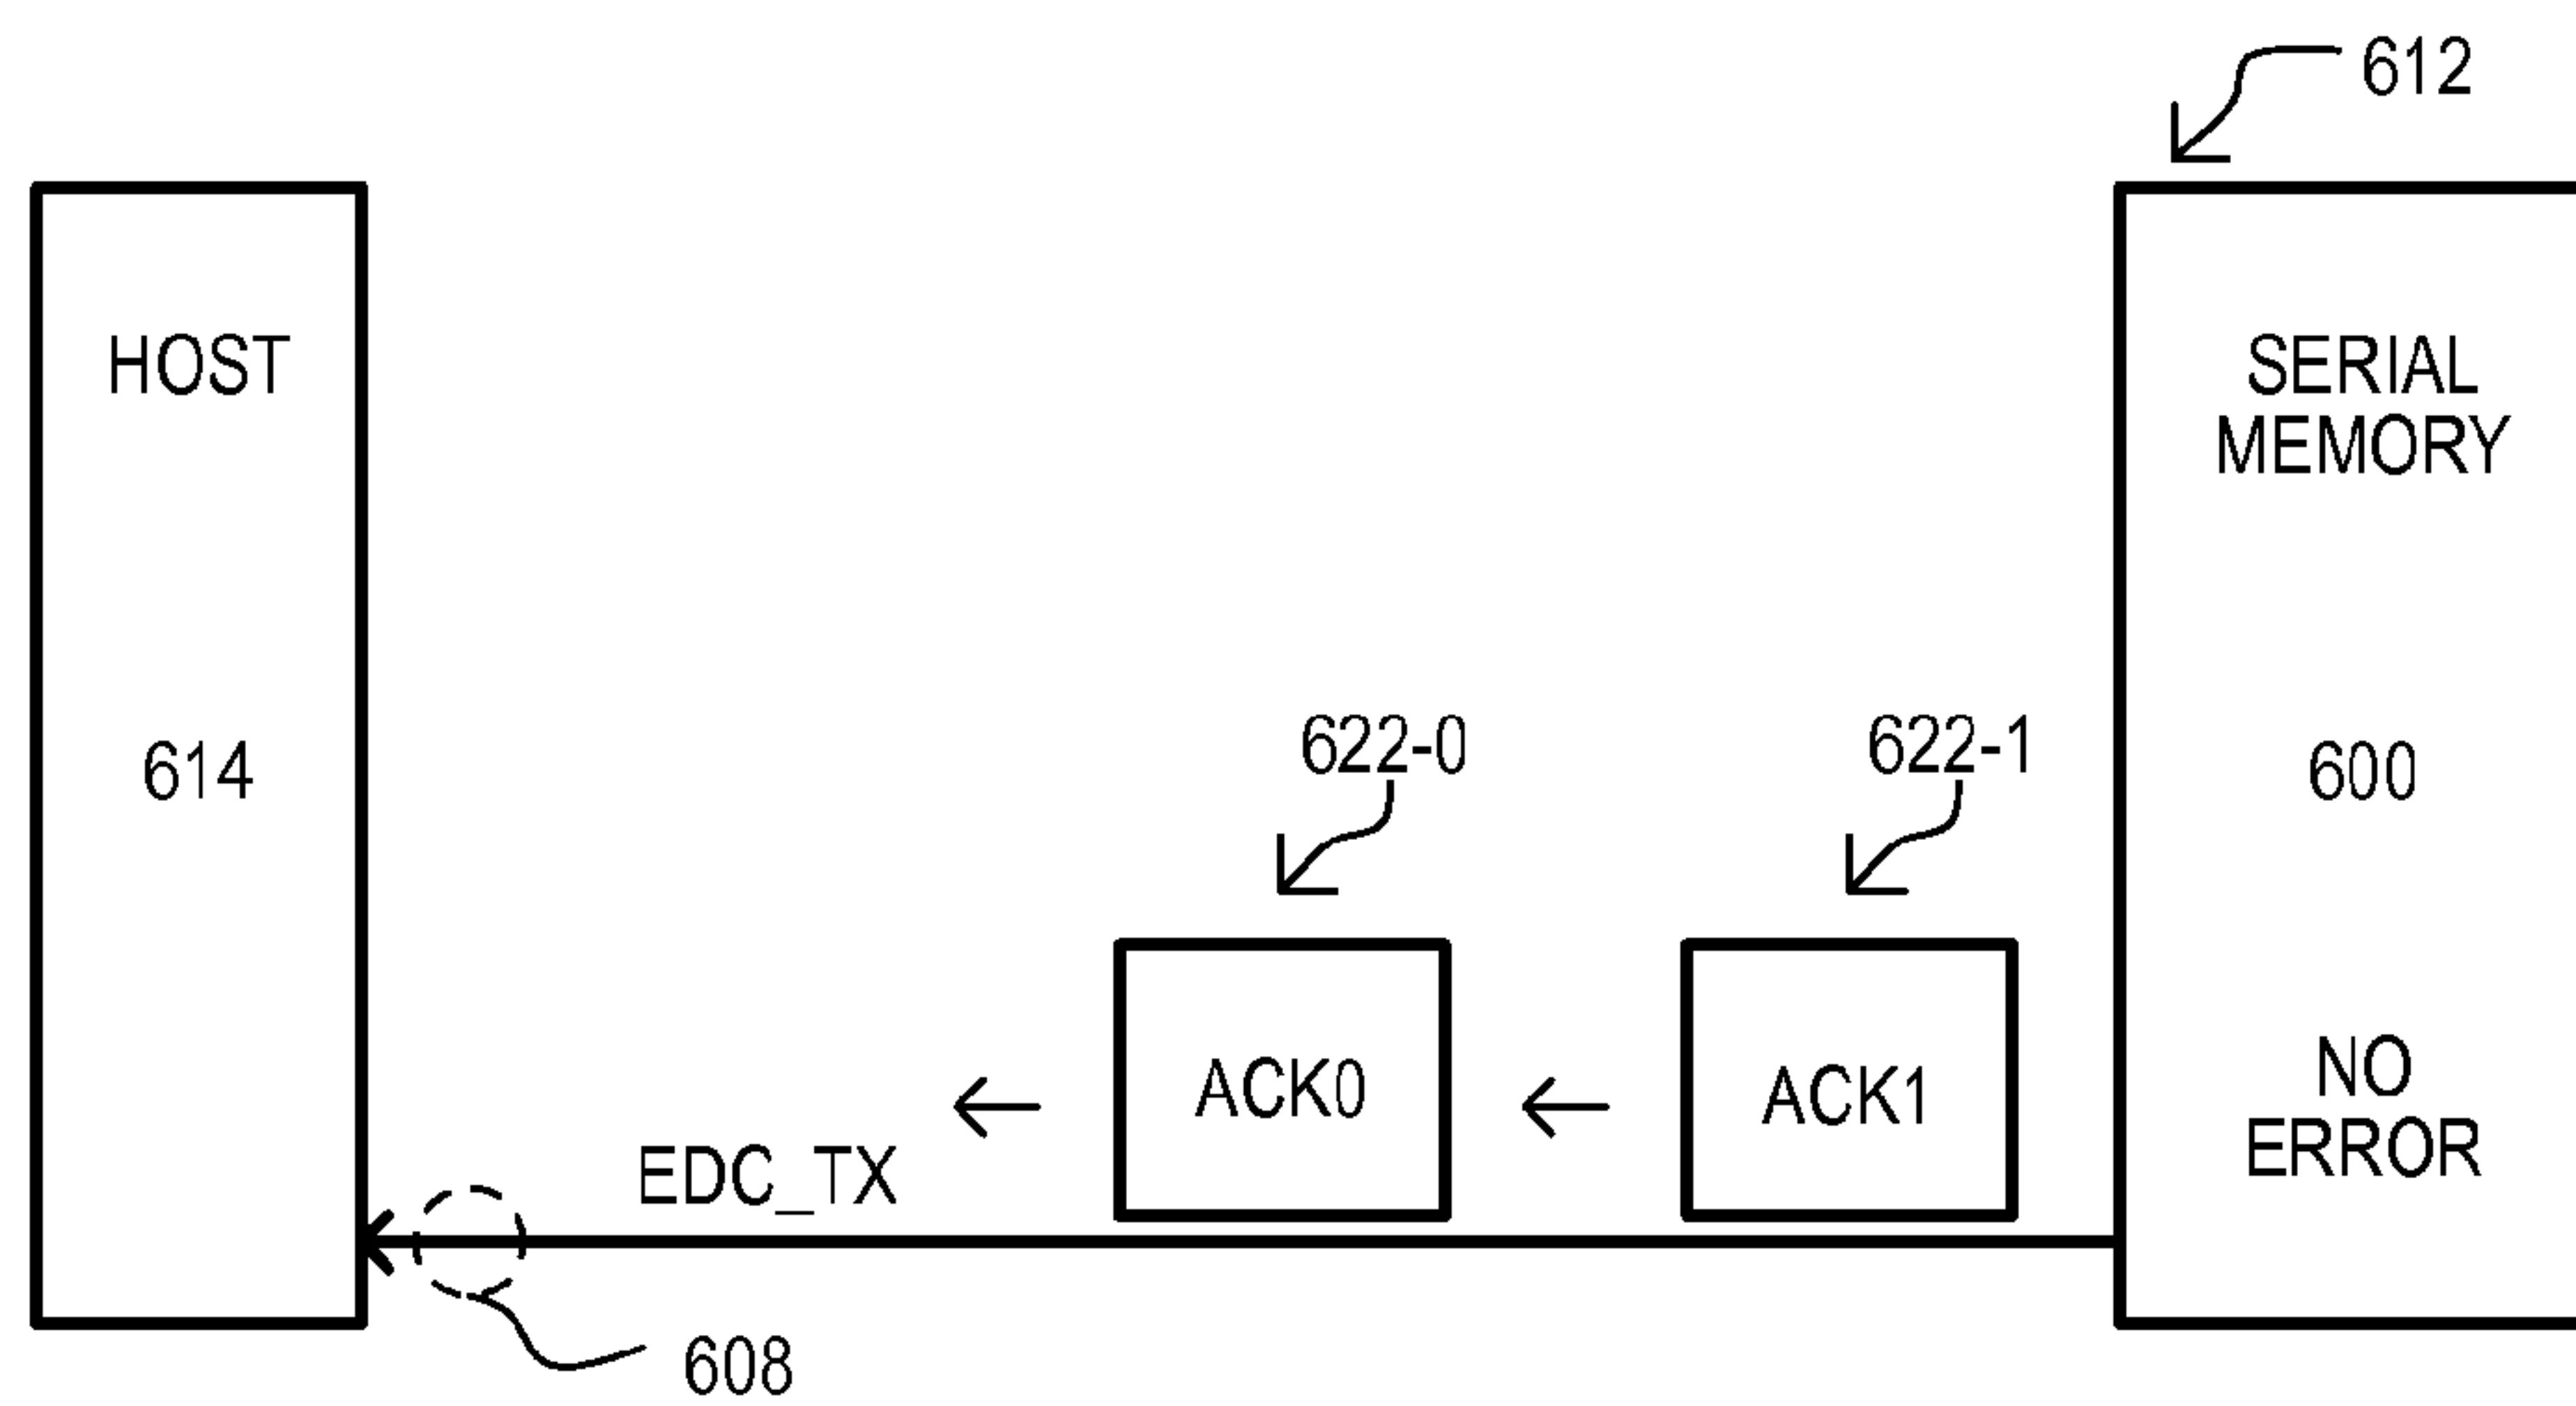 612
HOST
SERIAL
MEMORY
614
622-0
622-1
600
ACK0
ACK1
NO
ERROR
EDC_TX
608